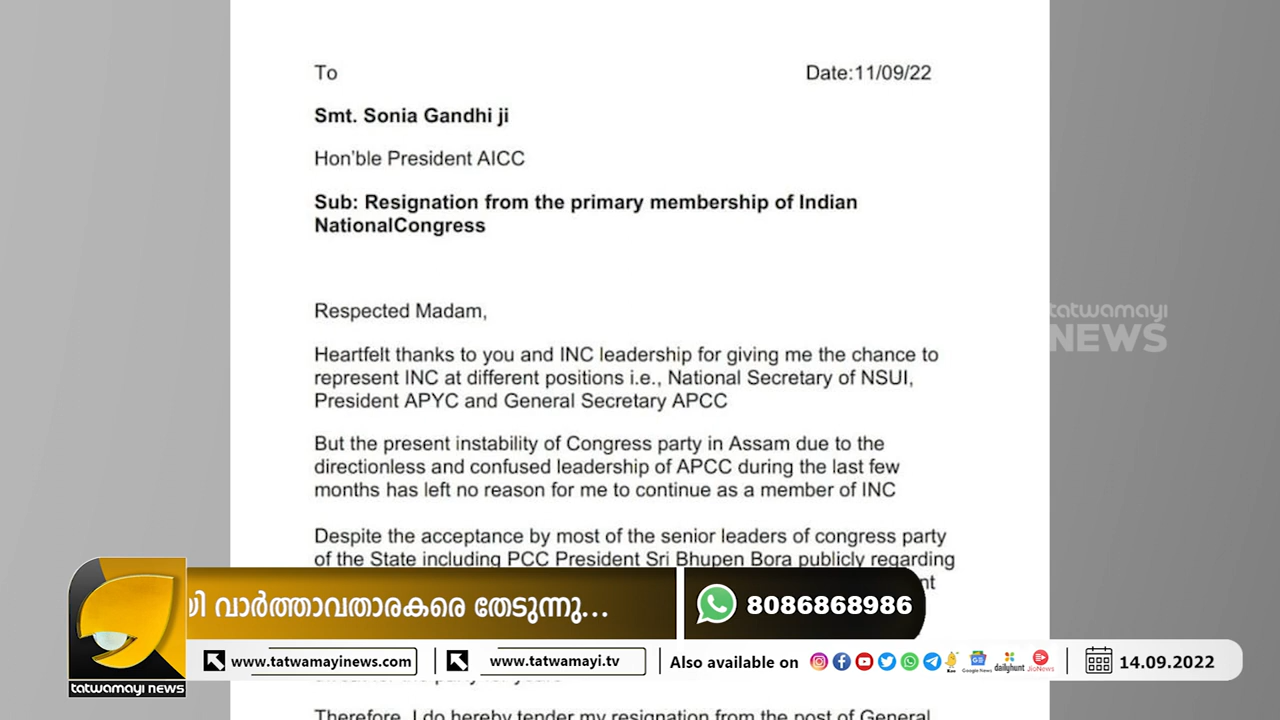 To
Date:11/09/22
Smt. Sonia Gandhi ji
Hon'ble President AICC
Sub: Resignation from the primary membership of Indian
NationalCongress
Respected Madam,
Heartfelt thanks to you and INC leadership for giving me the chance to
represent INC at different positions i.e., National Secretary of NSUI,
President APYC and General Secretary APCC
But the present instability of Congress party in Assam due to the
directionless and confused leadership of APCC during the last few
months has left no reason for me to continue as a member of INC
Despite the acceptance by most of the senior leaders of congress party
of the State including PCC President Sri Bhupen Bora publicly regarding
Therefore, I do hereby tender my resignation from the post of General
tatwamayi
NEWS
വാർത്താവതാരകരെ തേടുന്നു...
8086868986
tatwamayi news
www.tatwamayinews.com
www.tatwamayi.tv
Also available on
Koo
Google News
dailyhunt
JioNews
14.09.2022